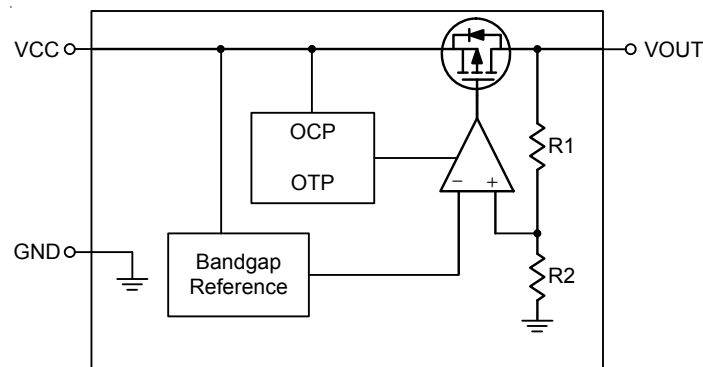 VCC
VOUT
OCP
OTP
R1
− +
GND
Bandgap
Reference
R2